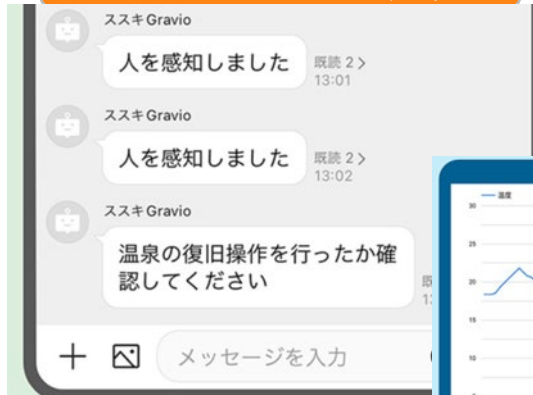 ススキGravio
人を感知しました
既読 2 >
13:01
ススキGravio
人を感知しました
既読 2 >
13:02
ススキGravio
温泉の復旧操作を行ったか確
認してください
メッセージを入力
温度
30
25
20
15
10